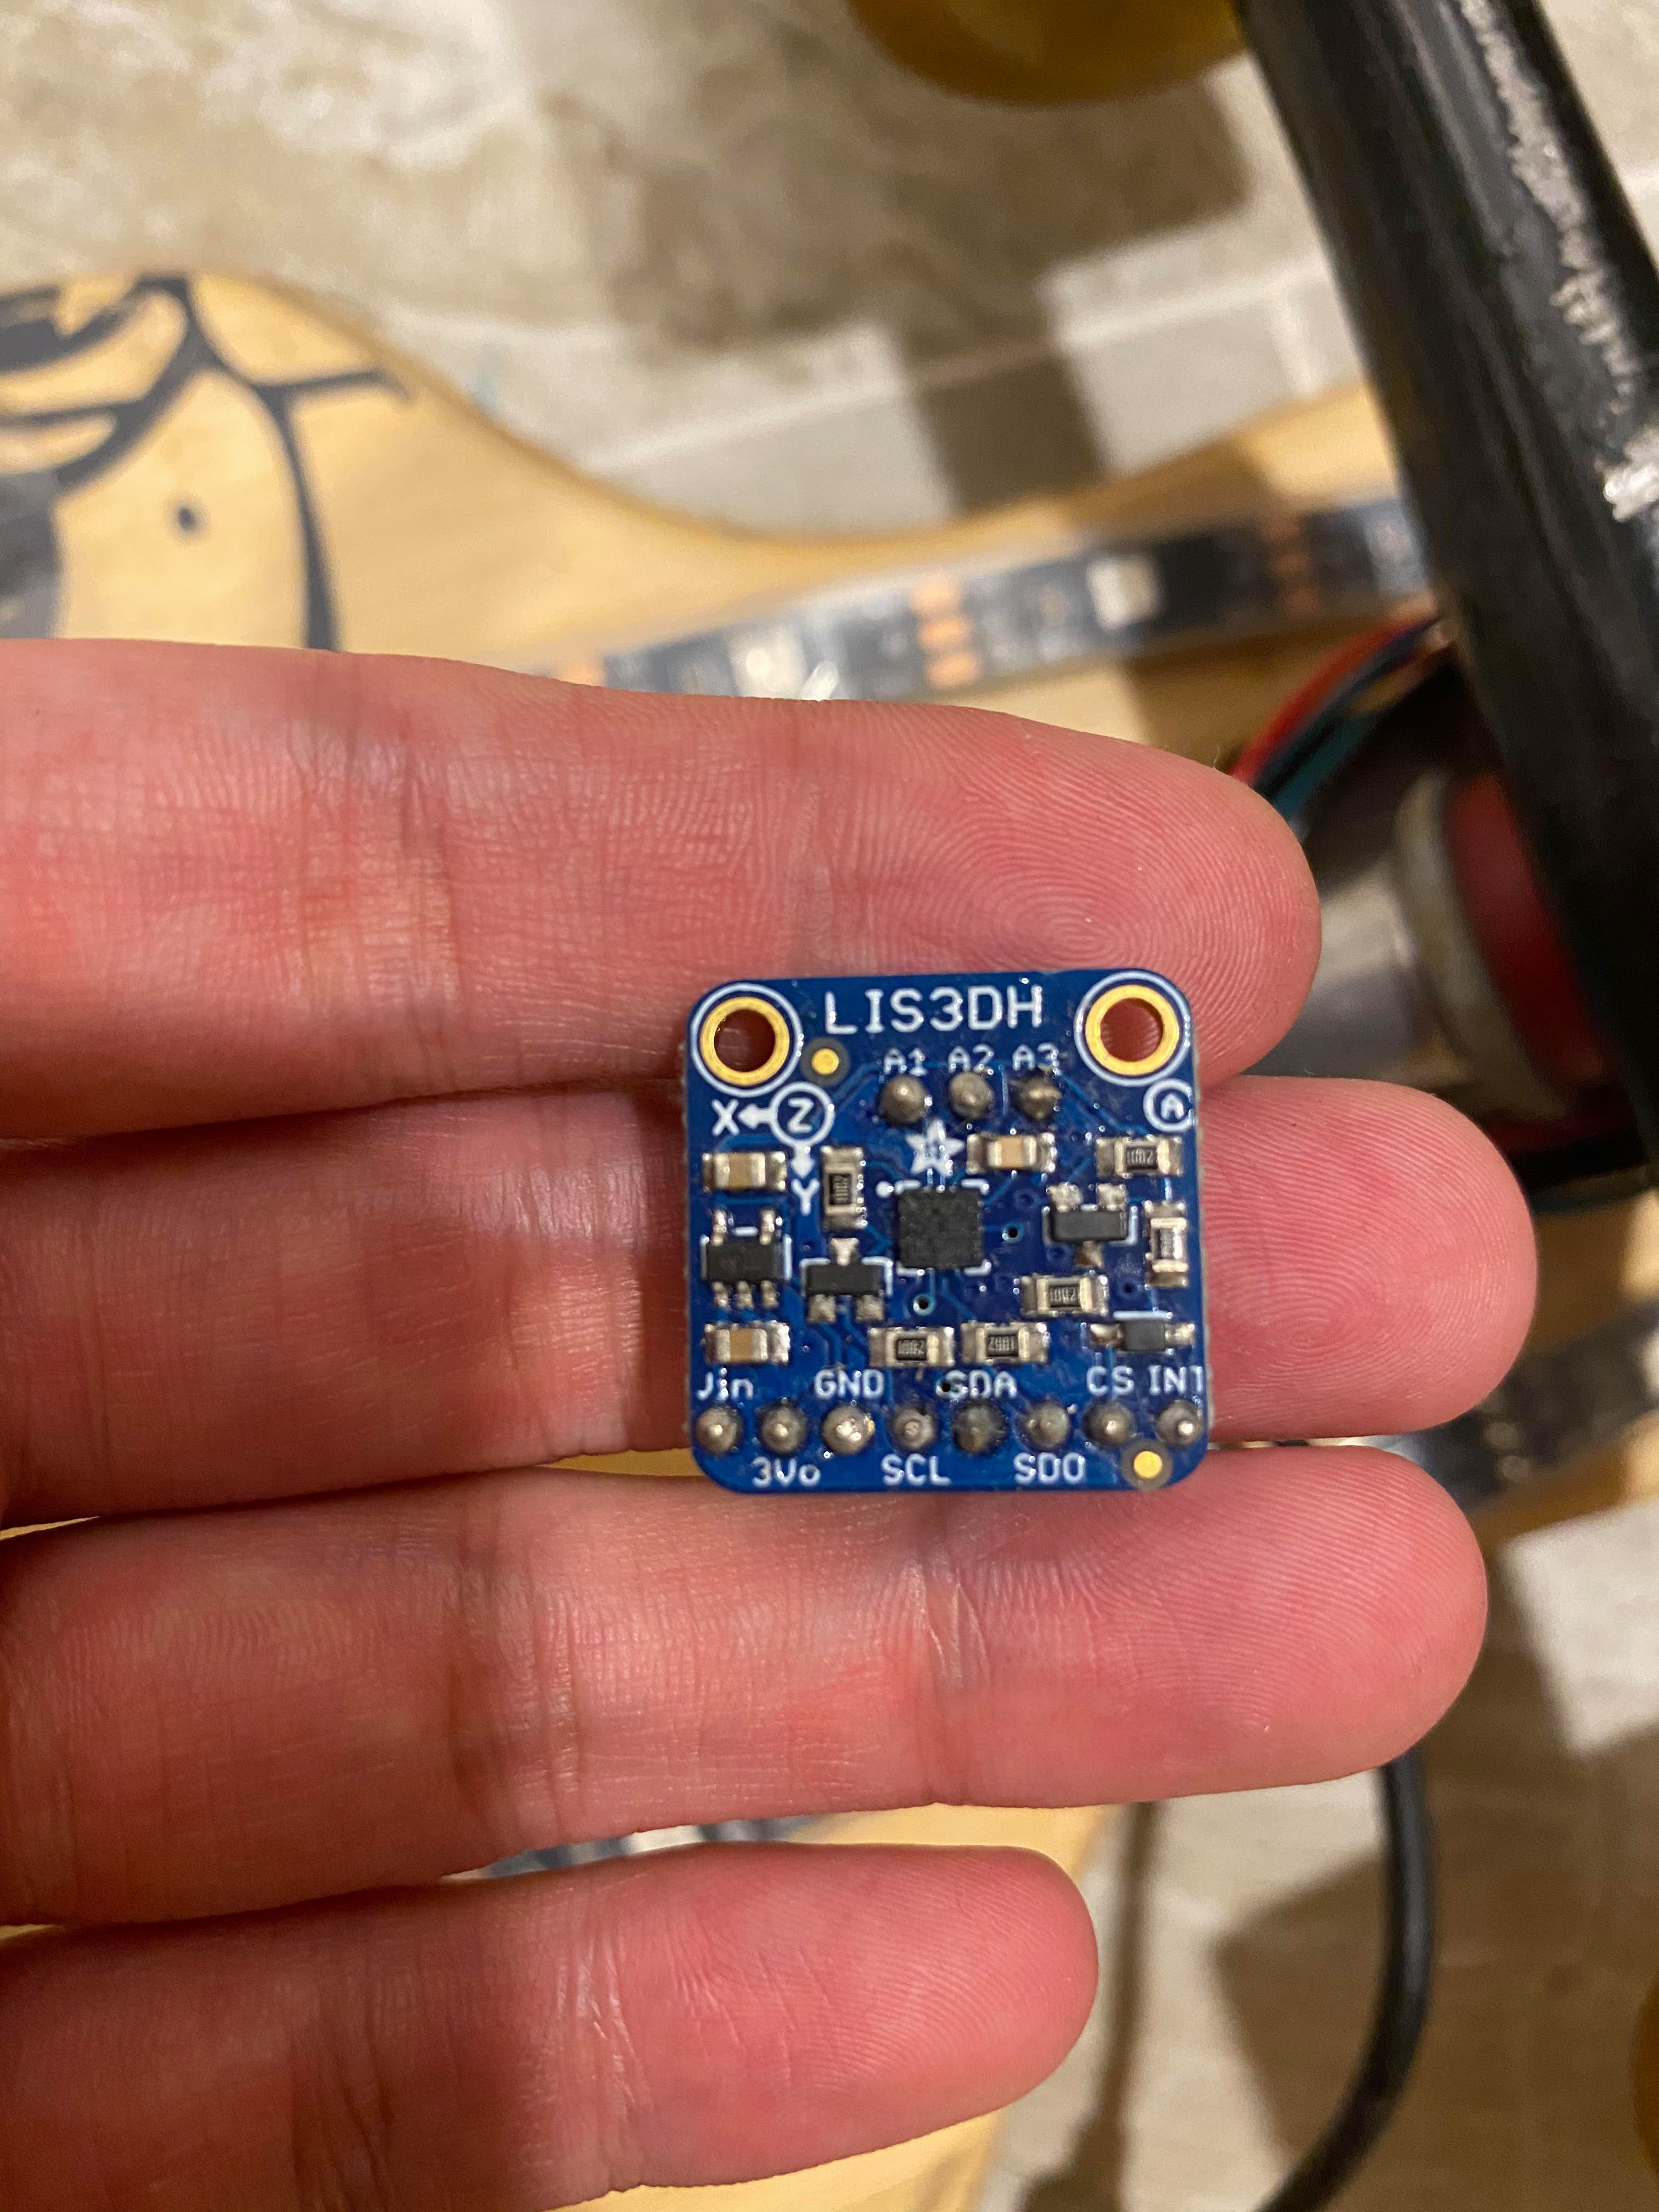 LIS3DH
A1 A2 A3
X Z A
Y
Vin GND SDA CS INT
3Vo SCL SDO